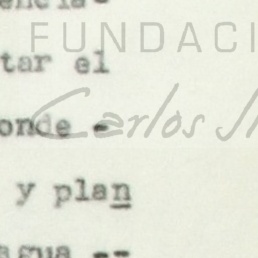 encia-
FUNDACI
tar el
onde -
Carlos
y plan
agua --